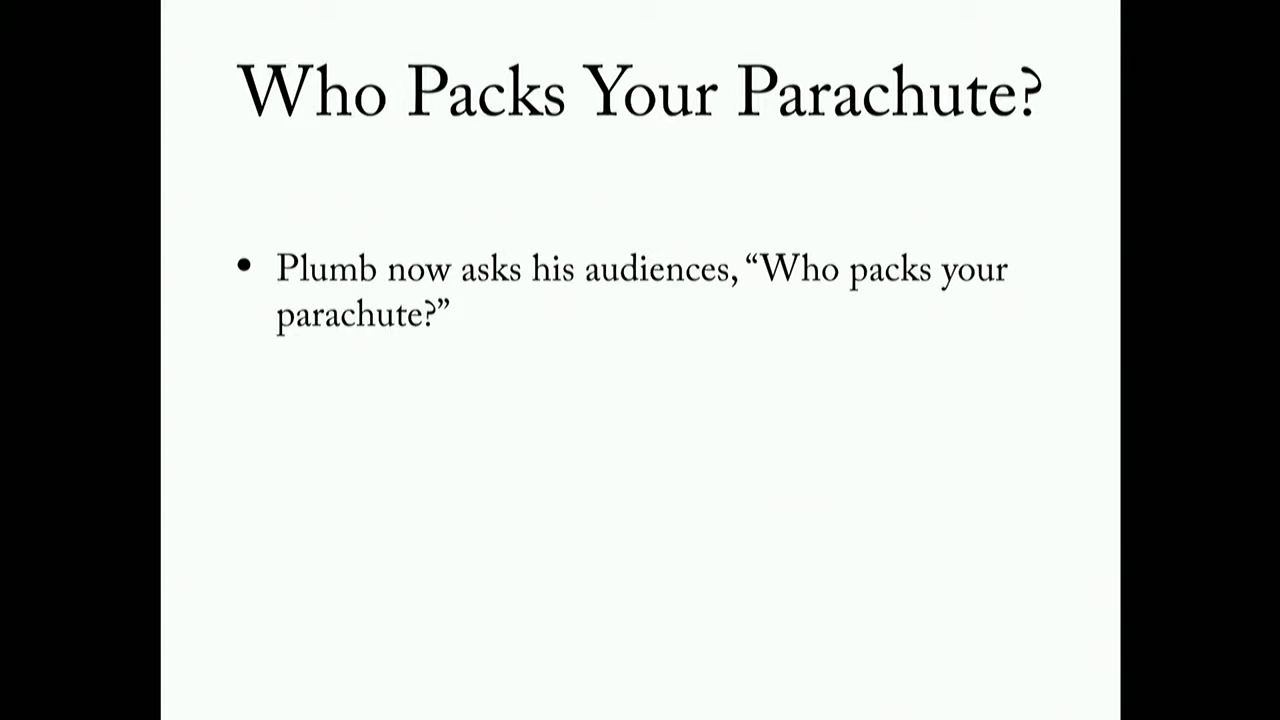 Who Packs Your Parachute?
• Plumb now asks his audiences, “Who packs your
parachute?”